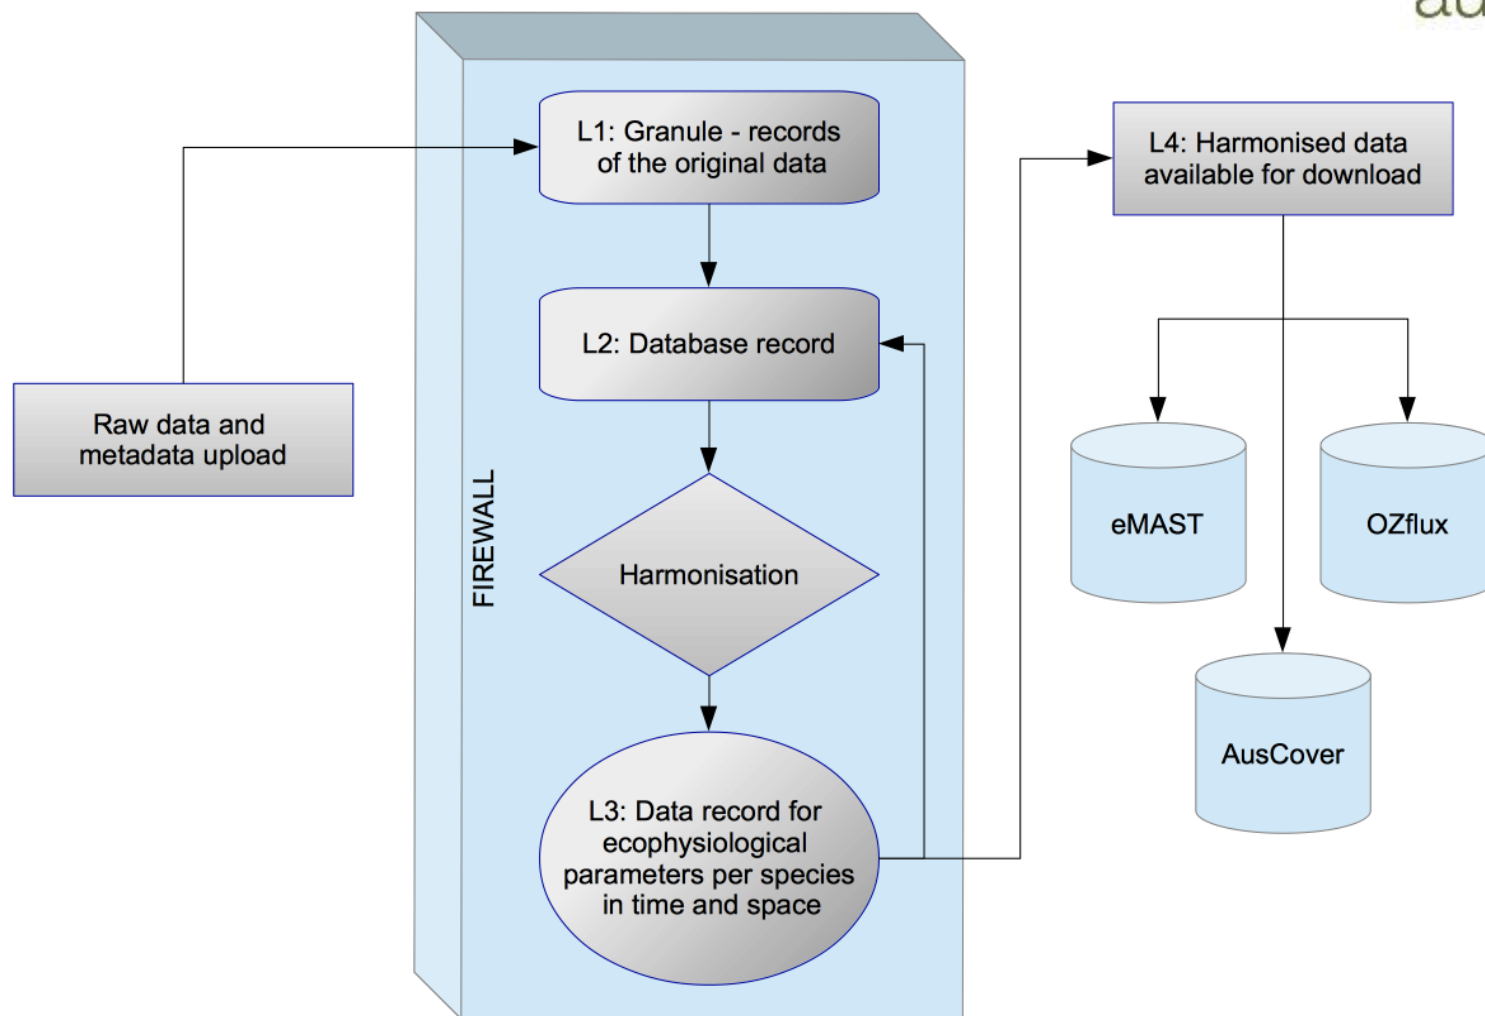 L1: Granule - records
of the original data
L4: Harmonised data
available for download
L2: Database record
Raw data and
metadata upload
FIREWALL
Harmonisation
eMAST
OZflux
AusCover
L3: Data record for
ecophysiological
parameters per species
in time and space